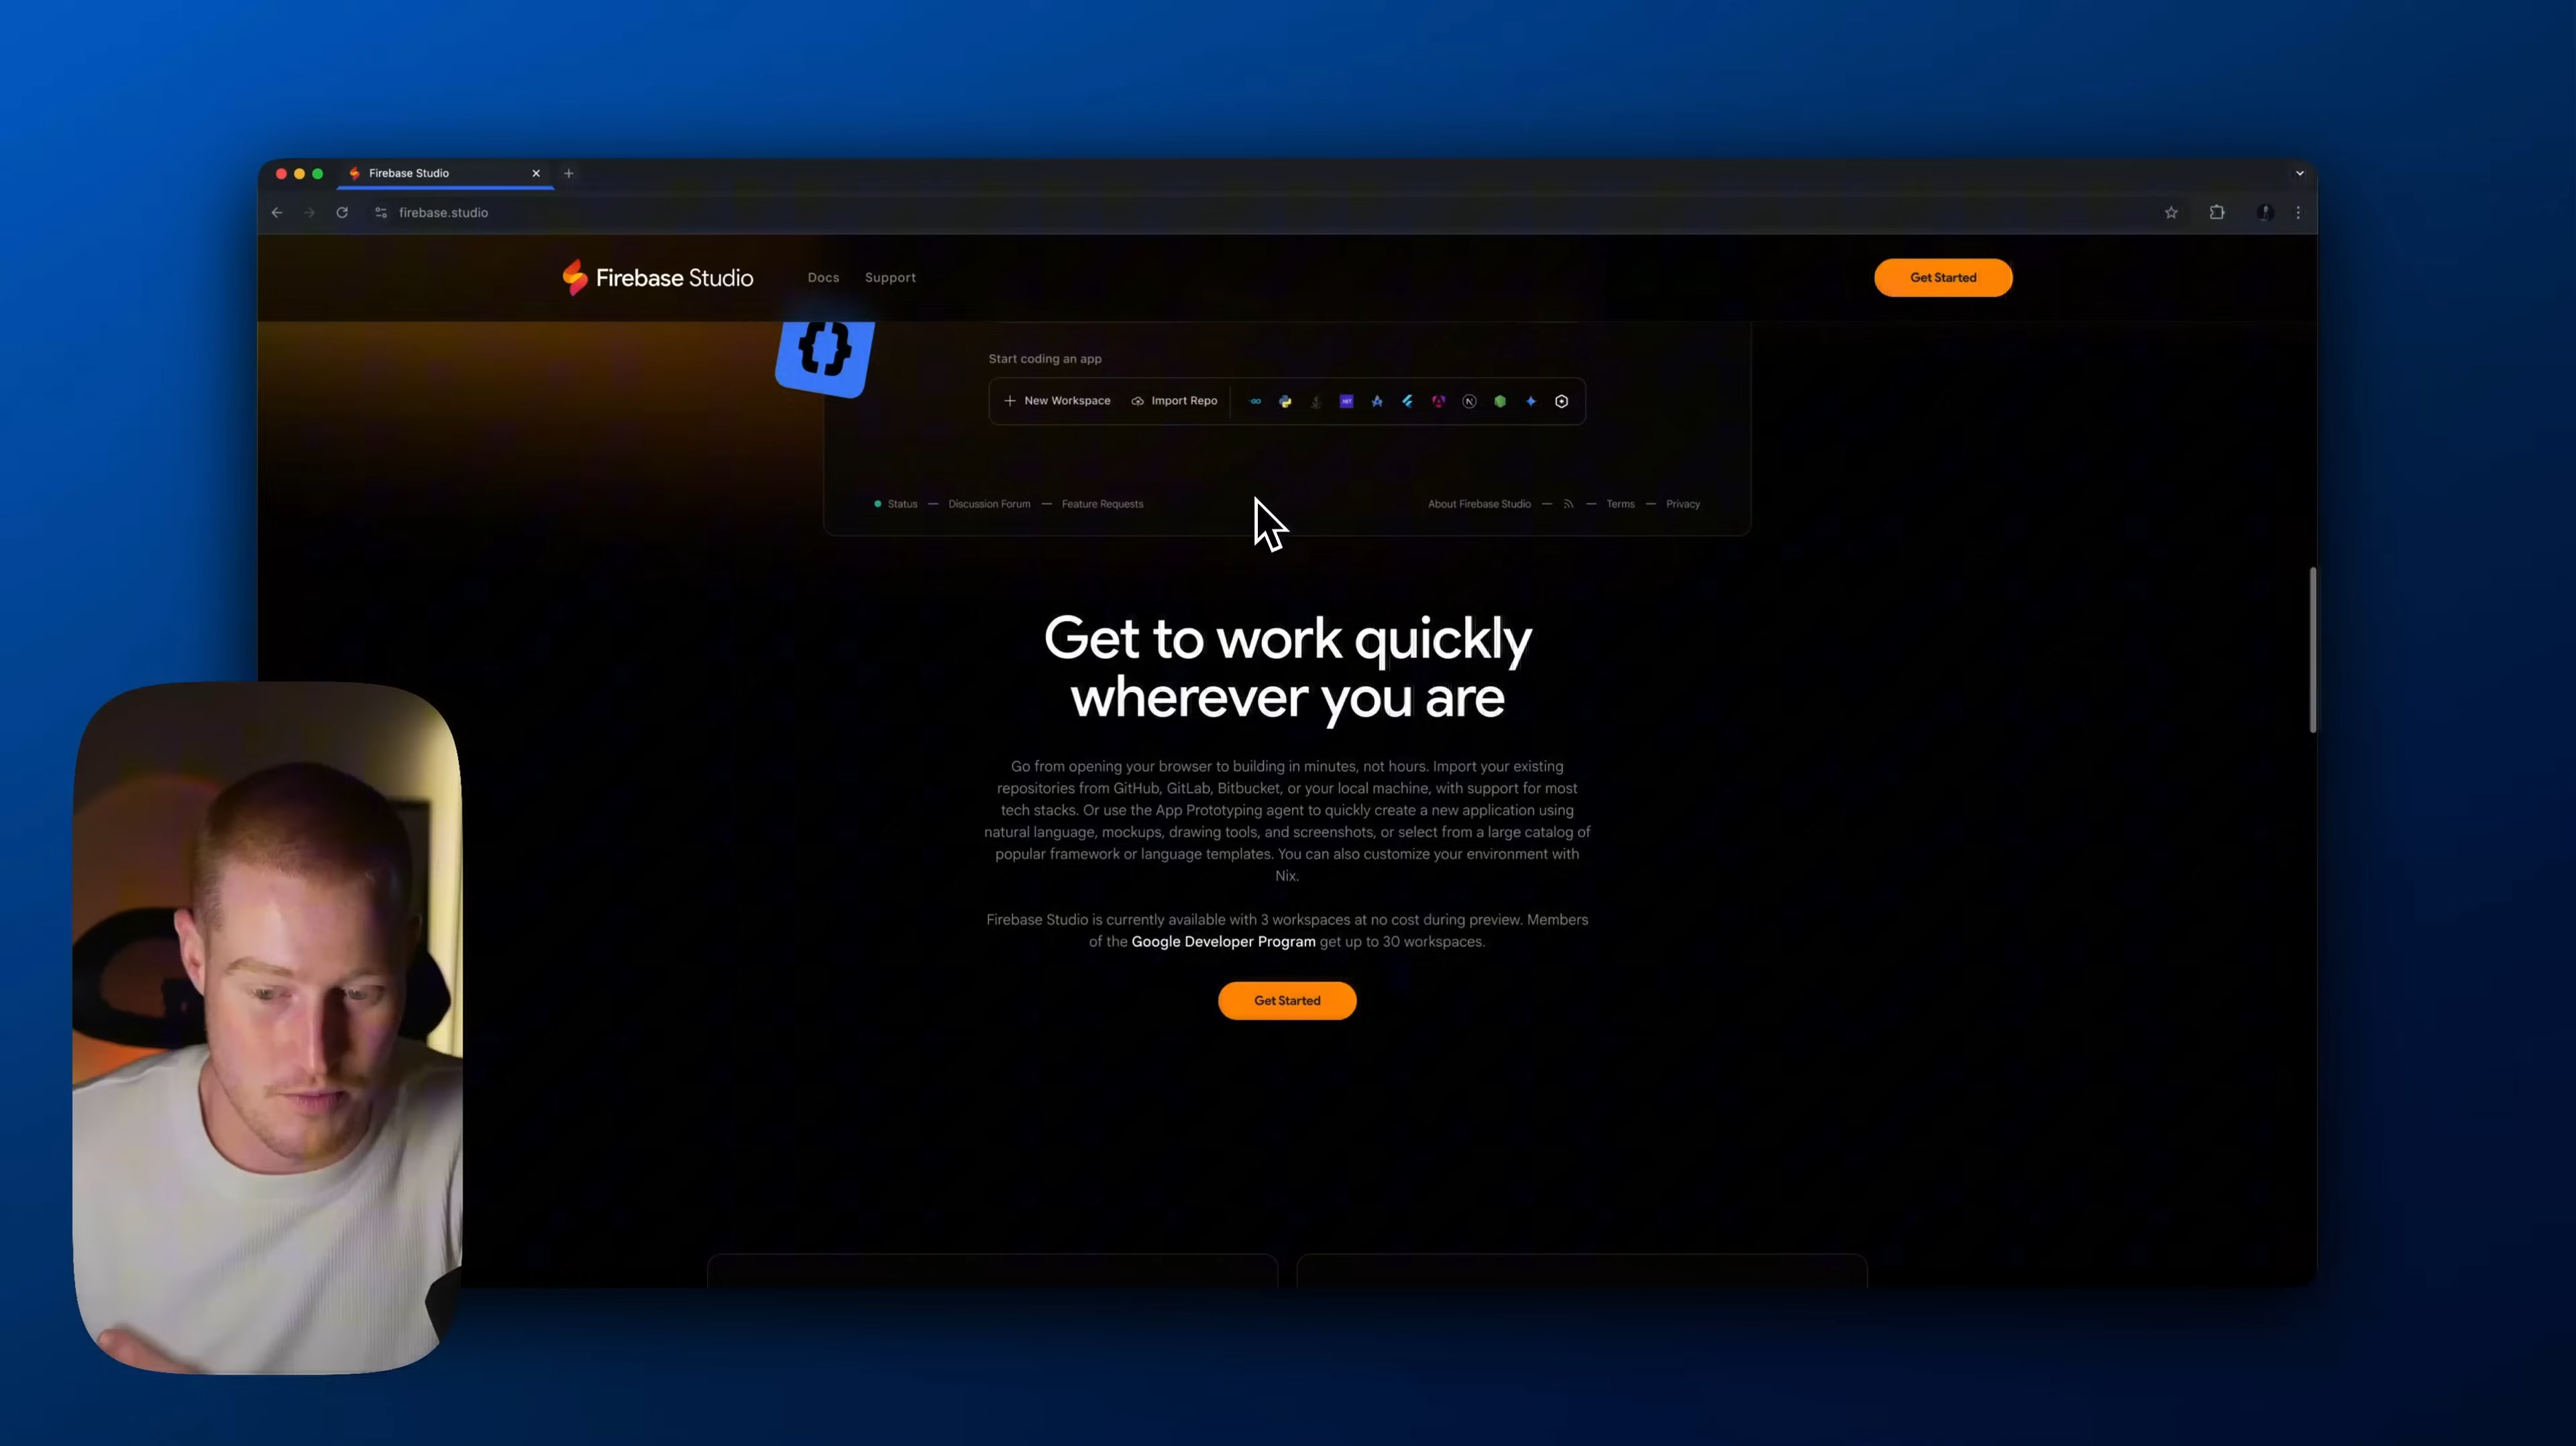 Firebase Studio
firebase.studio
Firebase Studio
Docs
Support
Get Started
{}
Start coding an app
New Workspace
Import Repo
GO
.NET
N
Status — Discussion Forum — Feature Requests
About Firebase Studio — — Terms — Privacy
Get to work quickly
wherever you are
Go from opening your browser to building in minutes, not hours. Import your existing
repositories from GitHub, GitLab, Bitbucket, or your local machine, with support for most
tech stacks. Or use the App Prototyping agent to quickly create a new application using
natural language, mockups, drawing tools, and screenshots, or select from a large catalog of
popular framework or language templates. You can also customize your environment with
Nix.
Firebase Studio is currently available with 3 workspaces at no cost during preview. Members
of the Google Developer Program get up to 30 workspaces.
Get Started